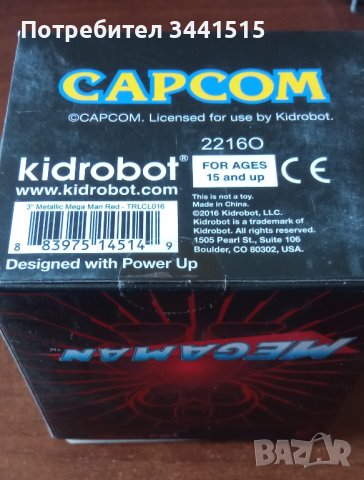 Потребител 3441515
CAPCOM
©CAPCOM. Licensed for use by Kidrobot.
2216O
kidrobot®
www.kidrobot.com
FOR AGES
15 and up
CE
3" Metallic Mega Man Red - TRLCL016
8 83975 14514 9
Designed with Power Up
This is not a toy.
Made in China.
©2016 Kidrobot, LLC.
Kidrobot is a trademark of
Kidrobot. All rights reserved.
1505 Pearl St., Suite 106
Boulder, CO 80302, USA.
MEGAMAN™
BAZAR